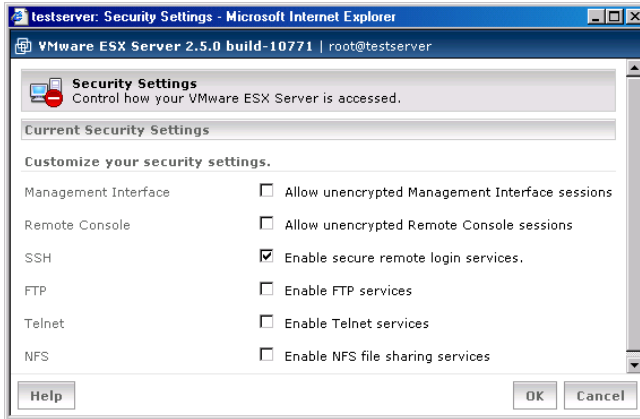 testserver: Security Settings - Microsoft Internet Explorer
VMware ESX Server 2.5.0 build-10771 | root@testserver
Security Settings
Control how your VMware ESX Server is accessed.
Current Security Settings
Customize your security settings.
Management Interface Allow unencrypted Management Interface sessions
Remote Console Allow unencrypted Remote Console sessions
SSH Enable secure remote login services.
FTP Enable FTP services
Telnet Enable Telnet services
NFS Enable NFS file sharing services
Help OK Cancel